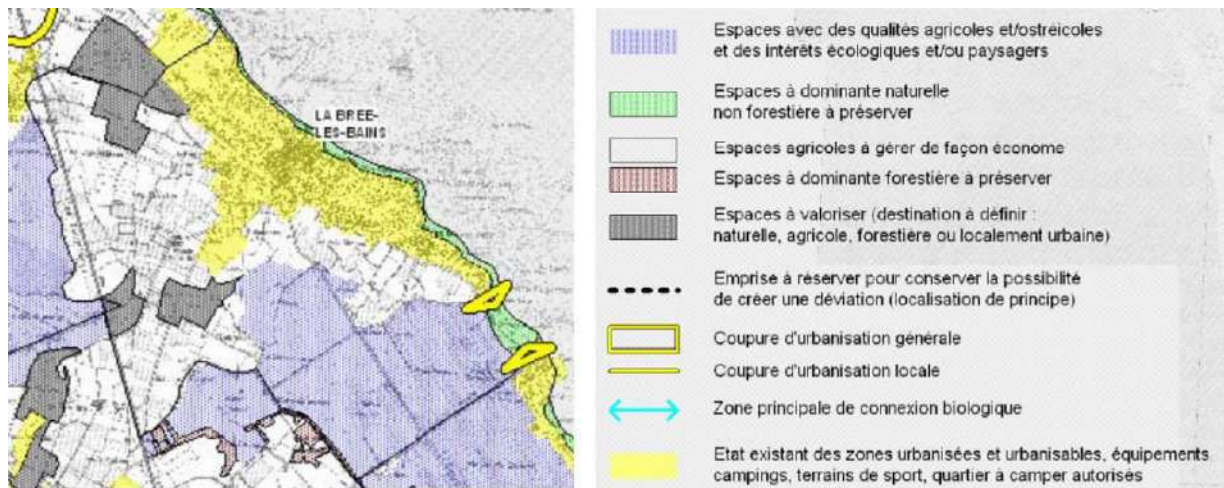 LA BREE-
LES-BAINS
Espaces avec des qualités agricoles et/ou ostréicoles
et des intérêts écologiques et/ou paysagers
Espaces à dominante naturelle
non forestière à préserver
Espaces agricoles à gérer de façon économe
Espaces à dominante forestière à préserver
Espaces à valoriser (destination à définir :
naturelle, agricole, forestière ou localement urbaine)
Emprise à réserver pour conserver la possibilité
de créer une déviation (localisation de principe)
Coupure d'urbanisation générale
Coupure d'urbanisation locale
Zone principale de connexion biologique
Etat existant des zones urbanisées et urbanisables, équipements
campings, terrains de sport, quartier à camper autorisés